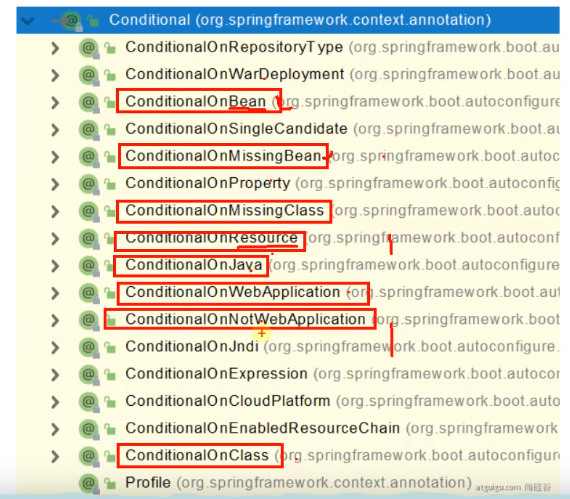 Conditional (org.springframework.context.annotation)
ConditionalOnRepositoryType (org.springframework.boot.au
ConditionalOnWarDeployment (org.springframework.boot.aut
ConditionalOnBean (org.springframework.boot.autoconfigure
ConditionalOnSingleCandidate (org.springframework.boot.a
ConditionalOnMissingBean (org.springframework.boot.autoc
ConditionalOnProperty (org.springframework.boot.autoconfig
ConditionalOnMissingClass (org.springframework.boot.autoc
ConditionalOnResource (org.springframework.boot.autoconf
ConditionalOnJava (org.springframework.boot.autoconfigure
ConditionalOnWebApplication (org.springframework.boot.aut
ConditionalOnNotWebApplication (org.springframework.boot.
ConditionalOnJndi (org.springframework.boot.autoconfigure.
ConditionalOnExpression (org.springframework.boot.autocor
ConditionalOnCloudPlatform (org.springframework.boot.auto
ConditionalOnEnabledResourceChain (org.springframework.b
ConditionalOnClass (org.springframework.boot.autoconfigure
Profile (org.springframework.context.annotation)
atguigu.com 尚硅谷